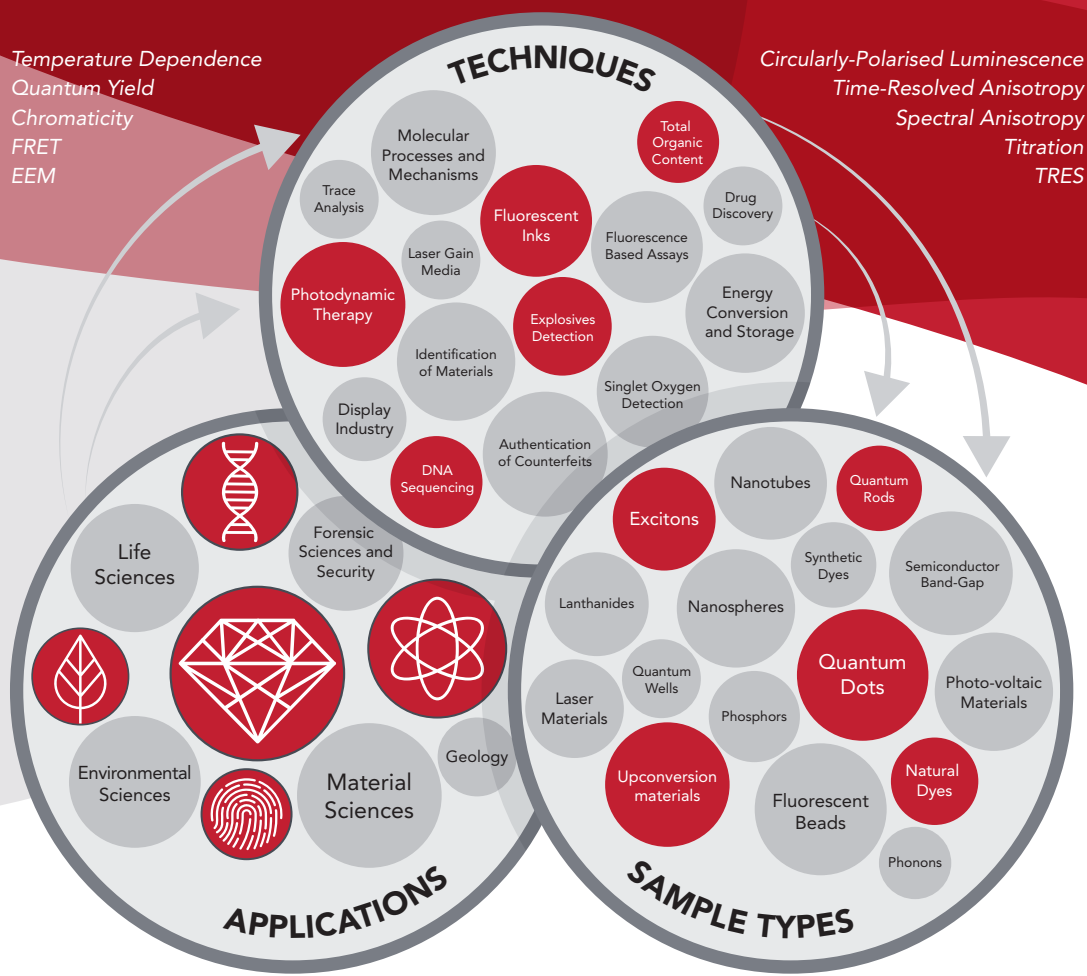 Temperature Dependence
Quantum Yield
Chromaticity
FRET
EEM
Circularly-Polarised Luminescence
Time-Resolved Anisotropy
Spectral Anisotropy
Titration
TRES
TECHNIQUES
Molecular
Processes and
Mechanisms
Total
Organic
Content
Trace
Analysis
Fluorescent
Inks
Drug
Discovery
Laser Gain
Media
Fluorescence
Based Assays
Photodynamic
Therapy
Explosives
Detection
Energy
Conversion
and Storage
Identification
of Materials
Singlet Oxygen
Detection
Display
Industry
DNA
Sequencing
Authentication
of Counterfeits
Life
Sciences
Forensic
Sciences and
Security
Environmental
Sciences
Material
Sciences
Geology
APPLICATIONS
Excitons
Nanotubes
Quantum
Rods
Synthetic
Dyes
Semiconductor
Band-Gap
Lanthanides
Nanospheres
Quantum
Wells
Quantum
Dots
Photo-voltaic
Materials
Laser
Materials
Phosphors
Upconversion
materials
Natural
Dyes
Fluorescent
Beads
Phonons
SAMPLE TYPES